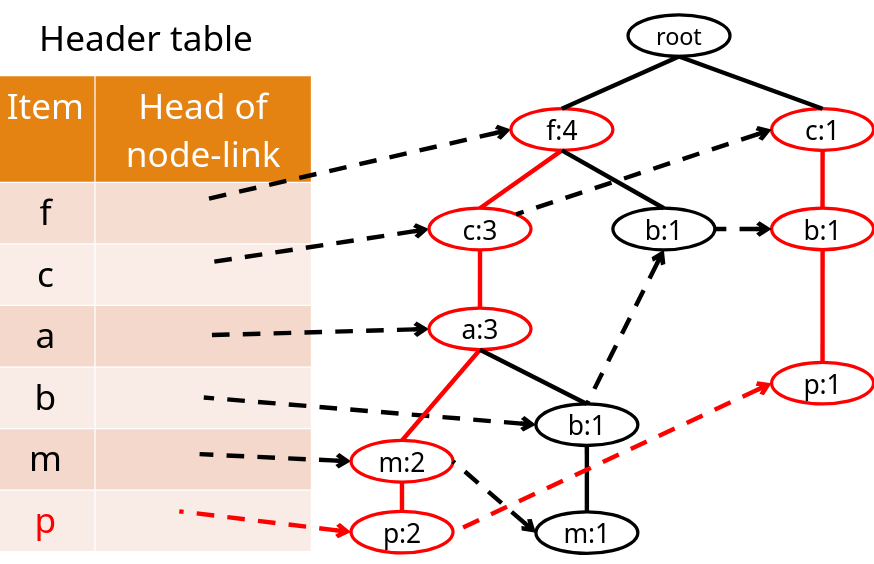 Header table
Item
Head of
node-link
f
c
a
b
m
p
root
f:4
c:1
c:3
b:1
b:1
a:3
p:1
b:1
m:2
p:2
m:1